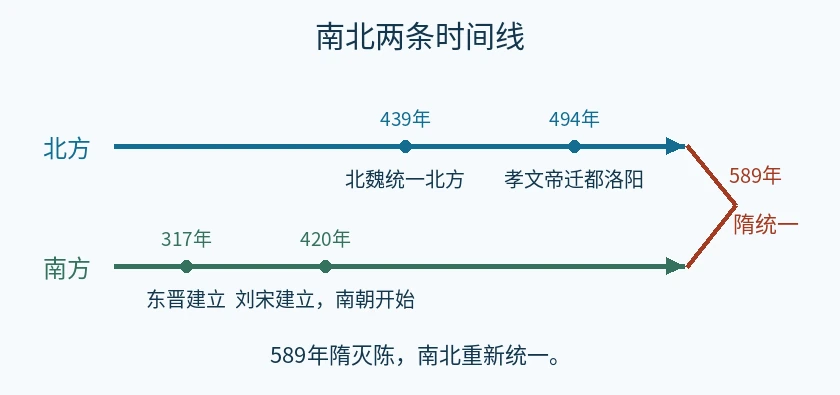 南北两条时间线
439年
494年
北方
北魏统一北方
孝文帝迁都洛阳
589年
隋统一
317年
420年
南方
东晋建立
刘宋建立，南朝开始
589年隋灭陈，南北重新统一。